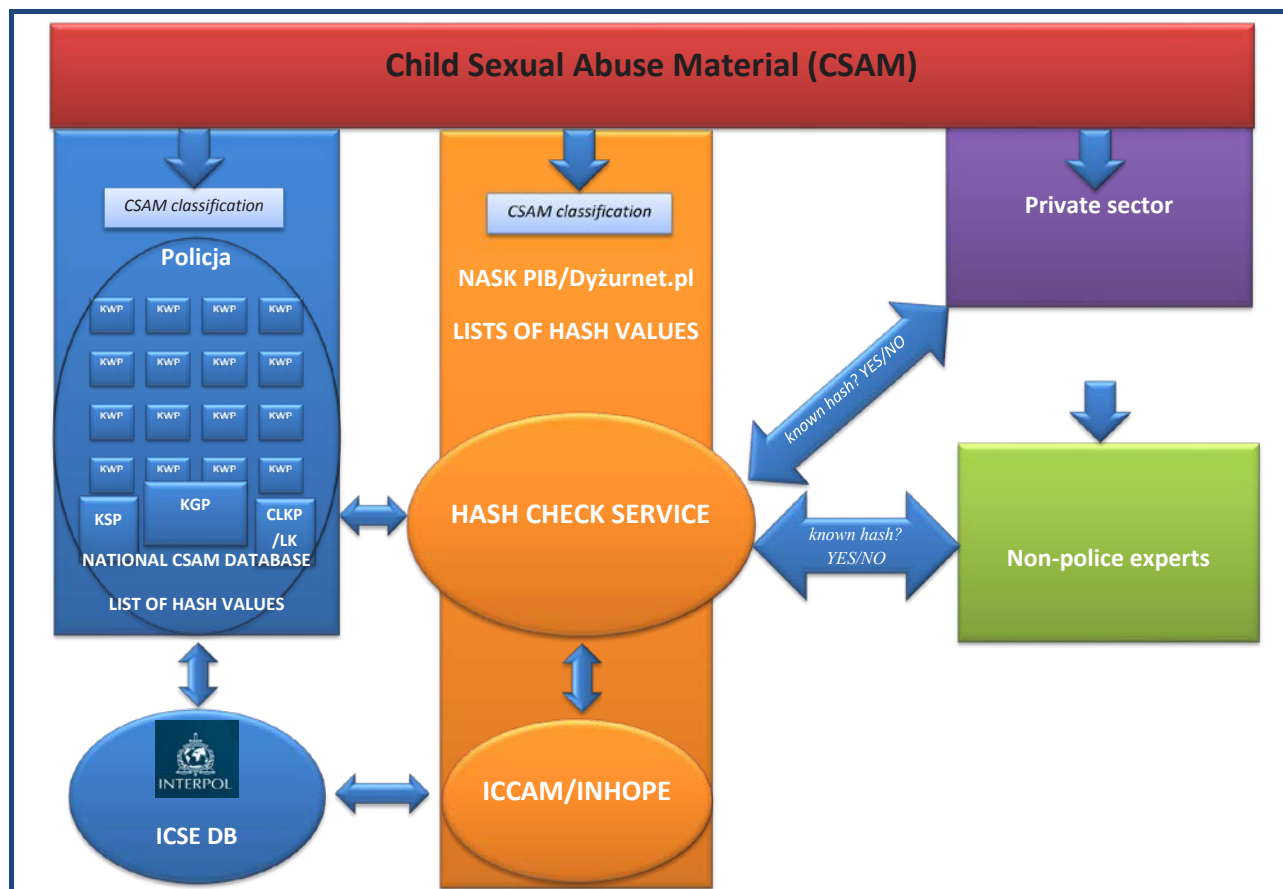 Child Sexual Abuse Material (CSAM)
CSAM classification
Policja
KWP KWP KWP KWP
KWP KWP KWP KWP
KWP KWP KWP KWP
KWP KWP KWP KWP
KSP
KGP
CLKP
/LK
NATIONAL CSAM DATABASE
LIST OF HASH VALUES
INTERPOL
ICSE DB
CSAM classification
NASK PIB/Dyżurnet.pl
LISTS OF HASH VALUES
HASH CHECK SERVICE
ICCAM/INHOPE
known hash? YES/NO
known hash?
YES/NO
Private sector
Non-police experts